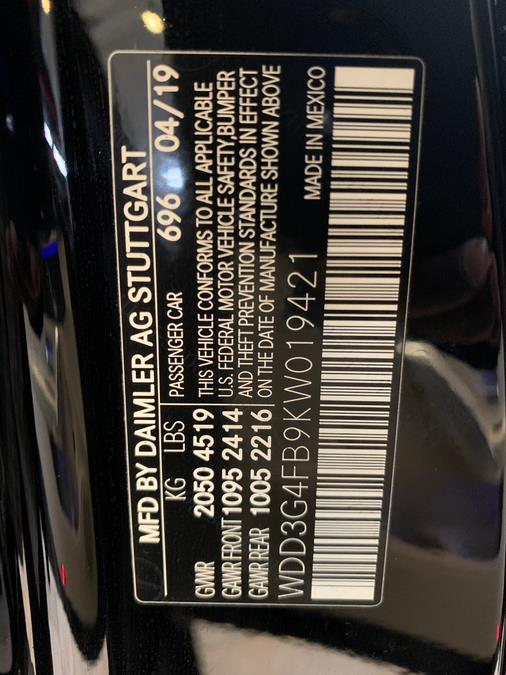 MFD BY DAIMLER AG STUTTGART
KG LBS 696 04/19
GVWR 2050 4519 PASSENGER CAR
GAWR FRONT 1095 2414 THIS VEHICLE CONFORMS TO ALL APPLICABLE
GAWR REAR 1005 2216 U.S. FEDERAL MOTOR VEHICLE SAFETY,BUMPER
AND THEFT PREVENTION STANDARDS IN EFFECT
ON THE DATE OF MANUFACTURE SHOWN ABOVE
WDD3G4FB9KW019421 MADE IN MEXICO